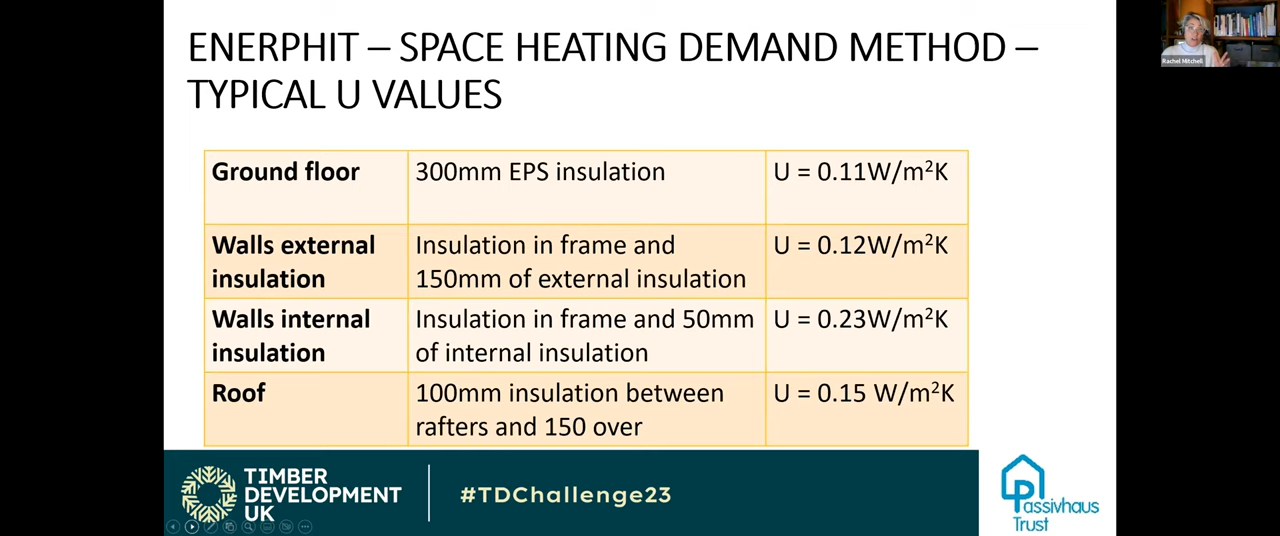 ENERPHIT – SPACE HEATING DEMAND METHOD –
TYPICAL U VALUES
Ground floor
300mm EPS insulation
U = 0.11W/m²K
Walls external
insulation
Insulation in frame and
150mm of external insulation
U = 0.12W/m²K
Walls internal
insulation
Insulation in frame and 50mm
of internal insulation
U = 0.23W/m²K
Roof
100mm insulation between
rafters and 150 over
U = 0.15 W/m²K
TIMBER
DEVELOPMENT
UK
#TDChallenge23
Passivhaus
Trust
Rachel Mitchell